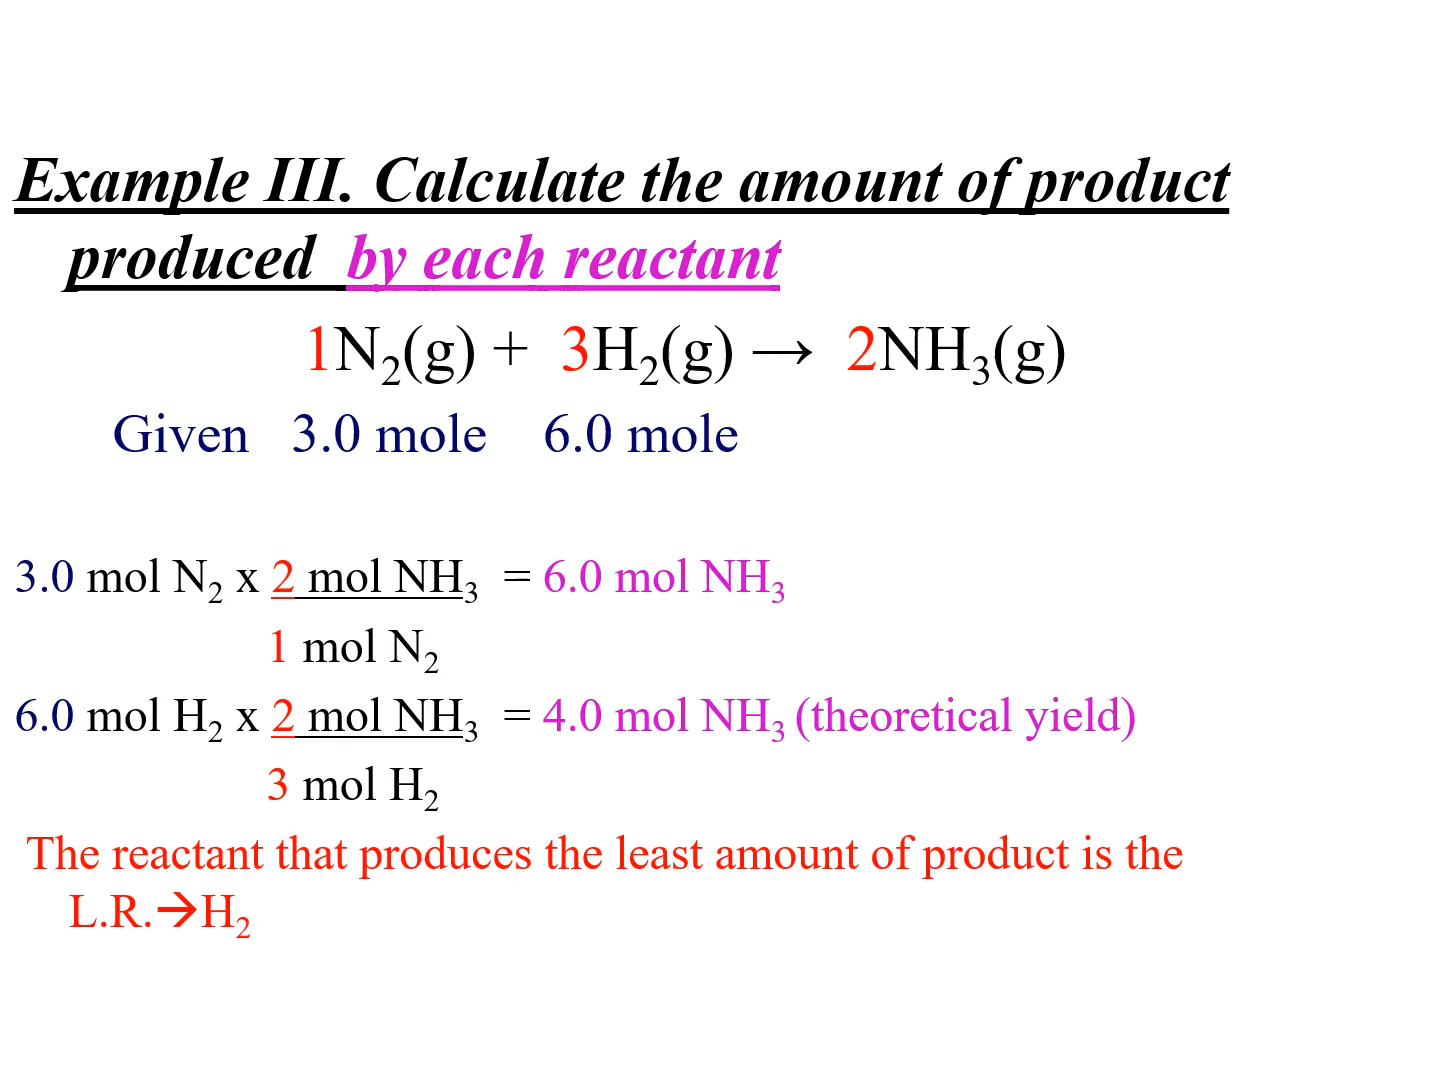 Example III. Calculate the amount of product
produced by each reactant
1N₂(g) + 3H₂(g) → 2NH₃(g)
Given 3.0 mole 6.0 mole
3.0 mol N₂ x 2 mol NH₃ = 6.0 mol NH₃
1 mol N₂
6.0 mol H₂ x 2 mol NH₃ = 4.0 mol NH₃ (theoretical yield)
3 mol H₂
The reactant that produces the least amount of product is the
L.R.→H₂